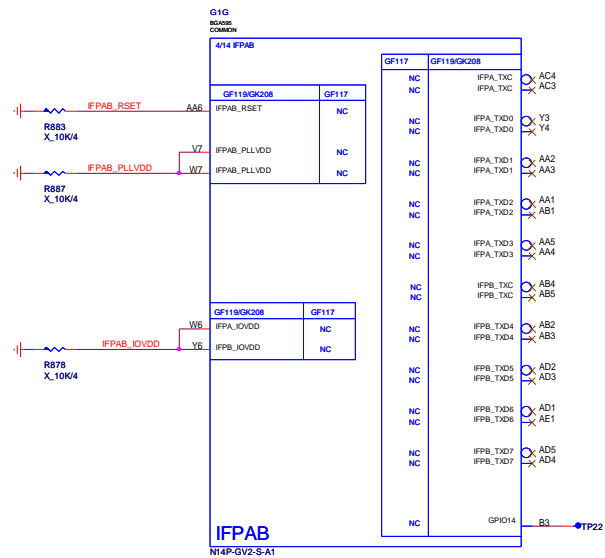 G1G
BGA595
COMMON
4/14 IFPAB
GF117 GF119/GK208
GF119/GK208 GF117
IFPAB_RSET AA6 IFPAB_RSET NC
R883
X_10K/4
V7 IFPAB_PLLVDD NC
IFPAB_PLLVDD W7 IFPAB_PLLVDD NC
R887
X_10K/4
GF119/GK208 GF117
W6 IFPA_IOVDD NC
IFPAB_IOVDD Y6 IFPB_IOVDD NC
R878
X_10K/4
NC IFPA_TXC AC4
NC IFPA_TXC AC3
NC IFPA_TXD0 Y3
NC IFPA_TXD0 Y4
NC IFPA_TXD1 AA2
NC IFPA_TXD1 AA3
NC IFPA_TXD2 AA1
NC IFPA_TXD2 AB1
NC IFPA_TXD3 AA5
NC IFPA_TXD3 AA4
NC IFPB_TXC AB4
NC IFPB_TXC AB5
NC IFPB_TXD4 AB2
NC IFPB_TXD4 AB3
NC IFPB_TXD5 AD2
NC IFPB_TXD5 AD3
NC IFPB_TXD6 AD1
NC IFPB_TXD6 AE1
NC IFPB_TXD7 AD5
NC IFPB_TXD7 AD4
NC GPIO14 B3 TP22
IFPAB
N14P-GV2-S-A1